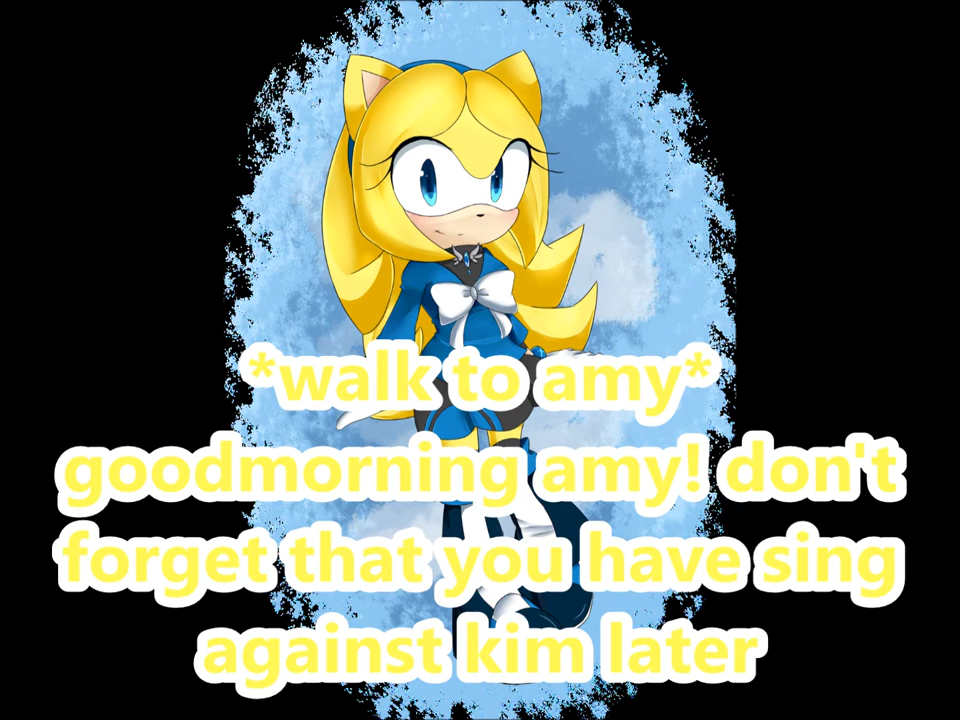 *walk to amy*
goodmorning amy! don't
forget that you have sing
against kim later